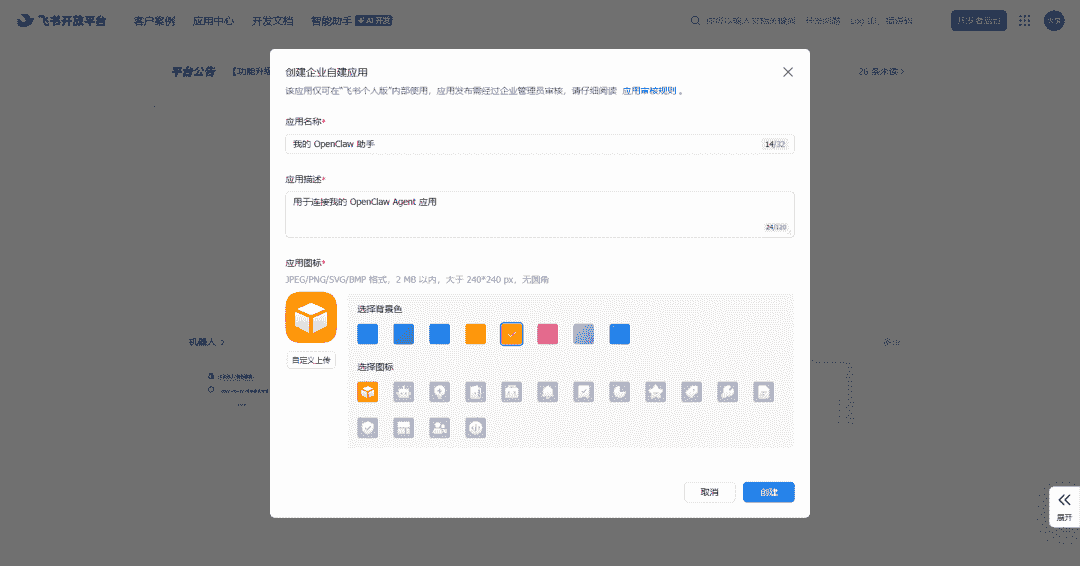 飞书开放平台 客户案例 应用中心 开发文档 智能助手 AI 开发
平台公告
26 条未读 >
创建企业自建应用
该应用仅可在“飞书个人版”内部使用，应用发布需经过企业管理员审核，请仔细阅读 应用审核规则 。
应用名称*
我的 OpenClaw 助手
14/32
应用描述*
用于连接我的 OpenClaw Agent 应用
24/120
应用图标*
JPEG/PNG/SVG/BMP 格式，2 MB 以内，大于 240*240 px，无圆角
选择背景色
自定义上传
选择图标
机器人 >
取消
创建
展开